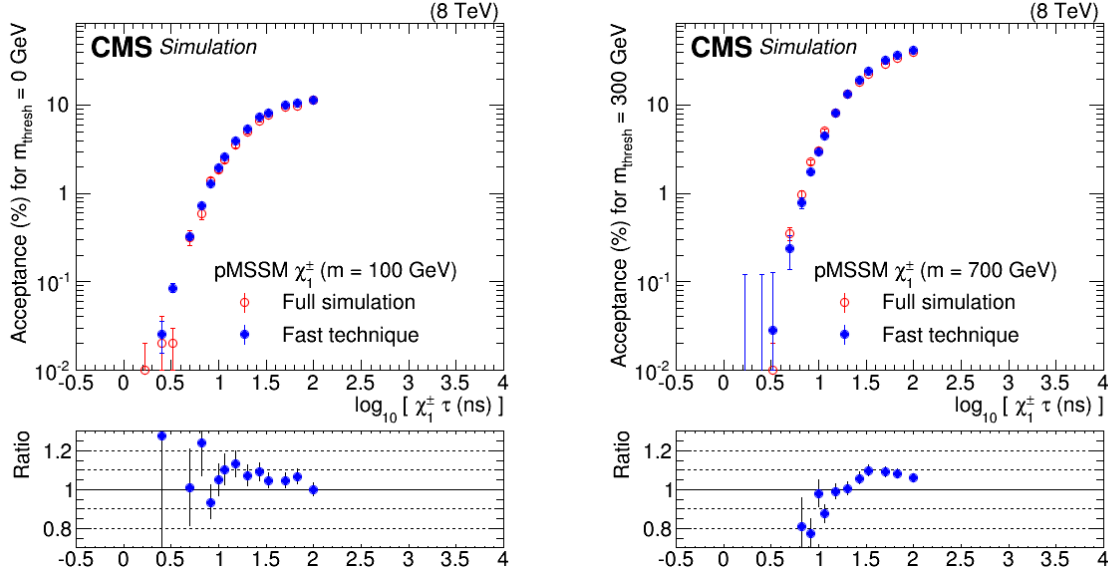 (8 TeV)
CMS Simulation
Acceptance (%) for m_thresh = 0 GeV
10
1
10⁻¹
10⁻²
pMSSM χ₁± (m = 100 GeV)
Full simulation
Fast technique
-0.5 0 0.5 1 1.5 2 2.5 3 3.5 4
log₁₀ [ χ₁± τ (ns) ]
Ratio
1.2
1
0.8
-0.5 0 0.5 1 1.5 2 2.5 3 3.5 4
(8 TeV)
CMS Simulation
Acceptance (%) for m_thresh = 300 GeV
10
1
10⁻¹
10⁻²
pMSSM χ₁± (m = 700 GeV)
Full simulation
Fast technique
-0.5 0 0.5 1 1.5 2 2.5 3 3.5 4
log₁₀ [ χ₁± τ (ns) ]
Ratio
1.2
1
0.8
-0.5 0 0.5 1 1.5 2 2.5 3 3.5 4